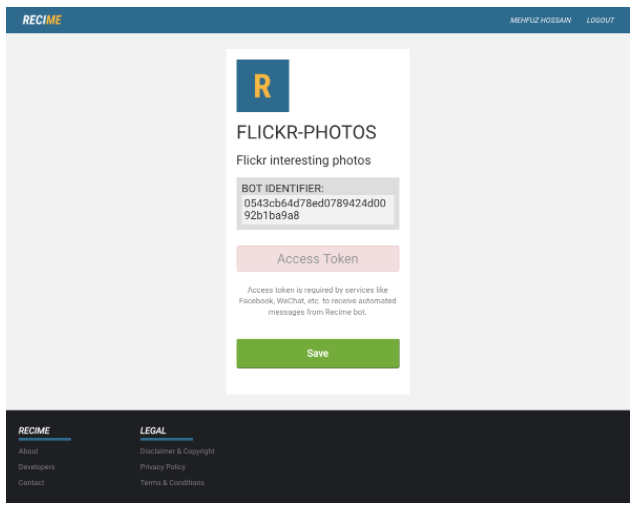 RECIME
MEHFUZ HOSSAIN LOGOUT
R
FLICKR-PHOTOS
Flickr interesting photos
BOT IDENTIFIER:
0543cb64d78ed0789424d00
92b1ba9a8
Access Token
Access token is required by services like
Facebook, WeChat, etc. to receive automated
messages from Recime bot.
Save
RECIME
About
Developers
Contact
LEGAL
Disclaimer & Copyright
Privacy Policy
Terms & Conditions